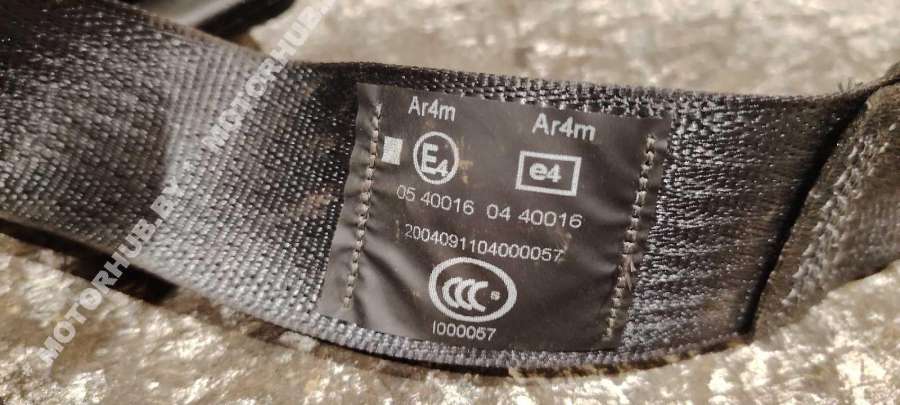 Ar4m Ar4m
E4 e4
05 40016 04 40016
2004091104000057
CCC S
I000057
MOTORHUB.BY - MOTORHUB.BY